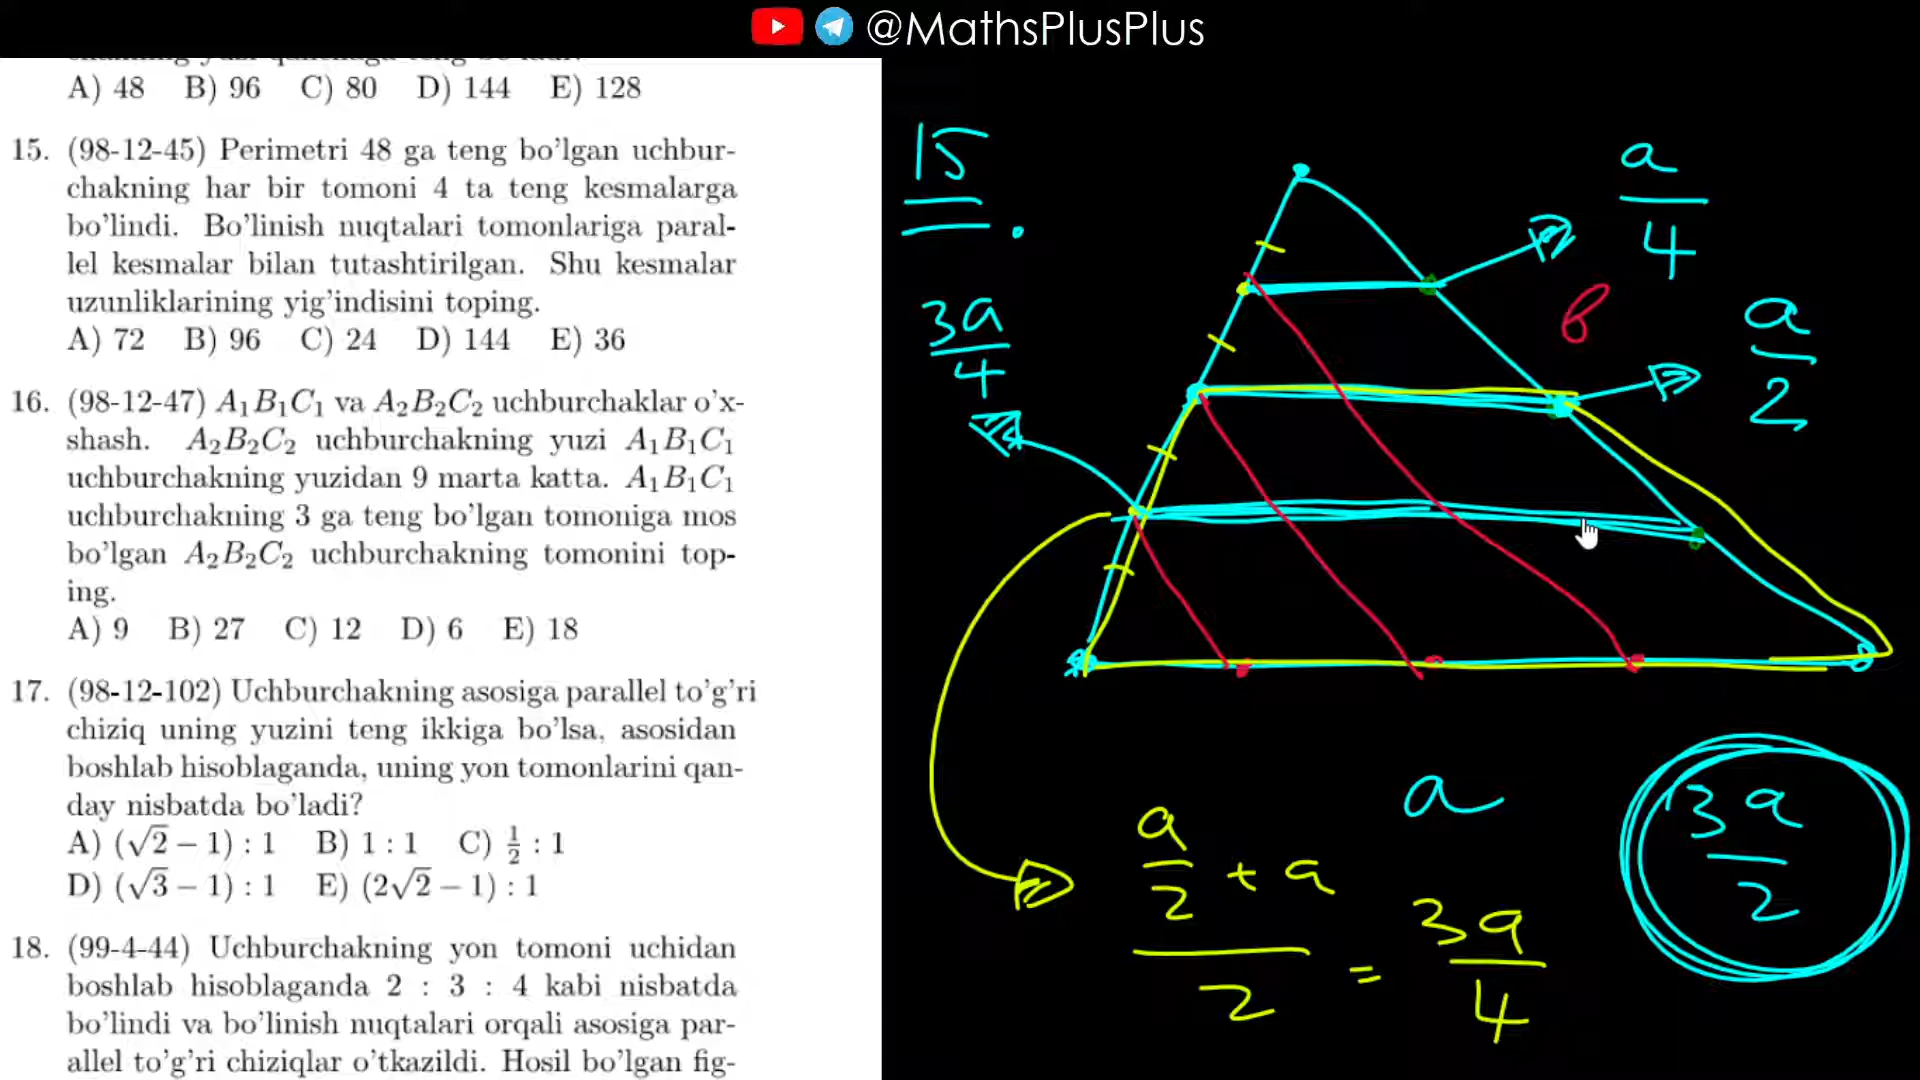 @MathsPlusPlus
A) 48 B) 96 C) 80 D) 144 E) 128
15. (98-12-45) Perimetri 48 ga teng bo'lgan uchbur-
chakning har bir tomoni 4 ta teng kesmalarga
bo'lindi. Bo'linish nuqtalari tomonlariga paral-
lel kesmalar bilan tutashtirilgan. Shu kesmalar
uzunliklarining yig'indisini toping.
A) 72 B) 96 C) 24 D) 144 E) 36
16. (98-12-47) A₁B₁C₁ va A₂B₂C₂ uchburchaklar o'x-
shash. A₂B₂C₂ uchburchakning yuzi A₁B₁C₁
uchburchakning yuzidan 9 marta katta. A₁B₁C₁
uchburchakning 3 ga teng bo'lgan tomoniga mos
bo'lgan A₂B₂C₂ uchburchakning tomonini top-
ing.
A) 9 B) 27 C) 12 D) 6 E) 18
17. (98-12-102) Uchburchakning asosiga parallel to'g'ri
chiziq uning yuzini teng ikkiga bo'lsa, asosidan
boshlab hisoblaganda, uning yon tomonlarini qan-
day nisbatda bo'ladi?
A) (√2 − 1) : 1 B) 1 : 1 C) 1/2 : 1
D) (√3 − 1) : 1 E) (2√2 − 1) : 1
18. (99-4-44) Uchburchakning yon tomoni uchidan
boshlab hisoblaganda 2 : 3 : 4 kabi nisbatda
bo'lindi va bo'linish nuqtalari orqali asosiga par-
allel to'g'ri chiziqlar o'tkazildi. Hosil bo'lgan fig-
15.
a/4
3a/4
b
a/2
a
(a/2 + a)/2 = 3a/4
3a/2